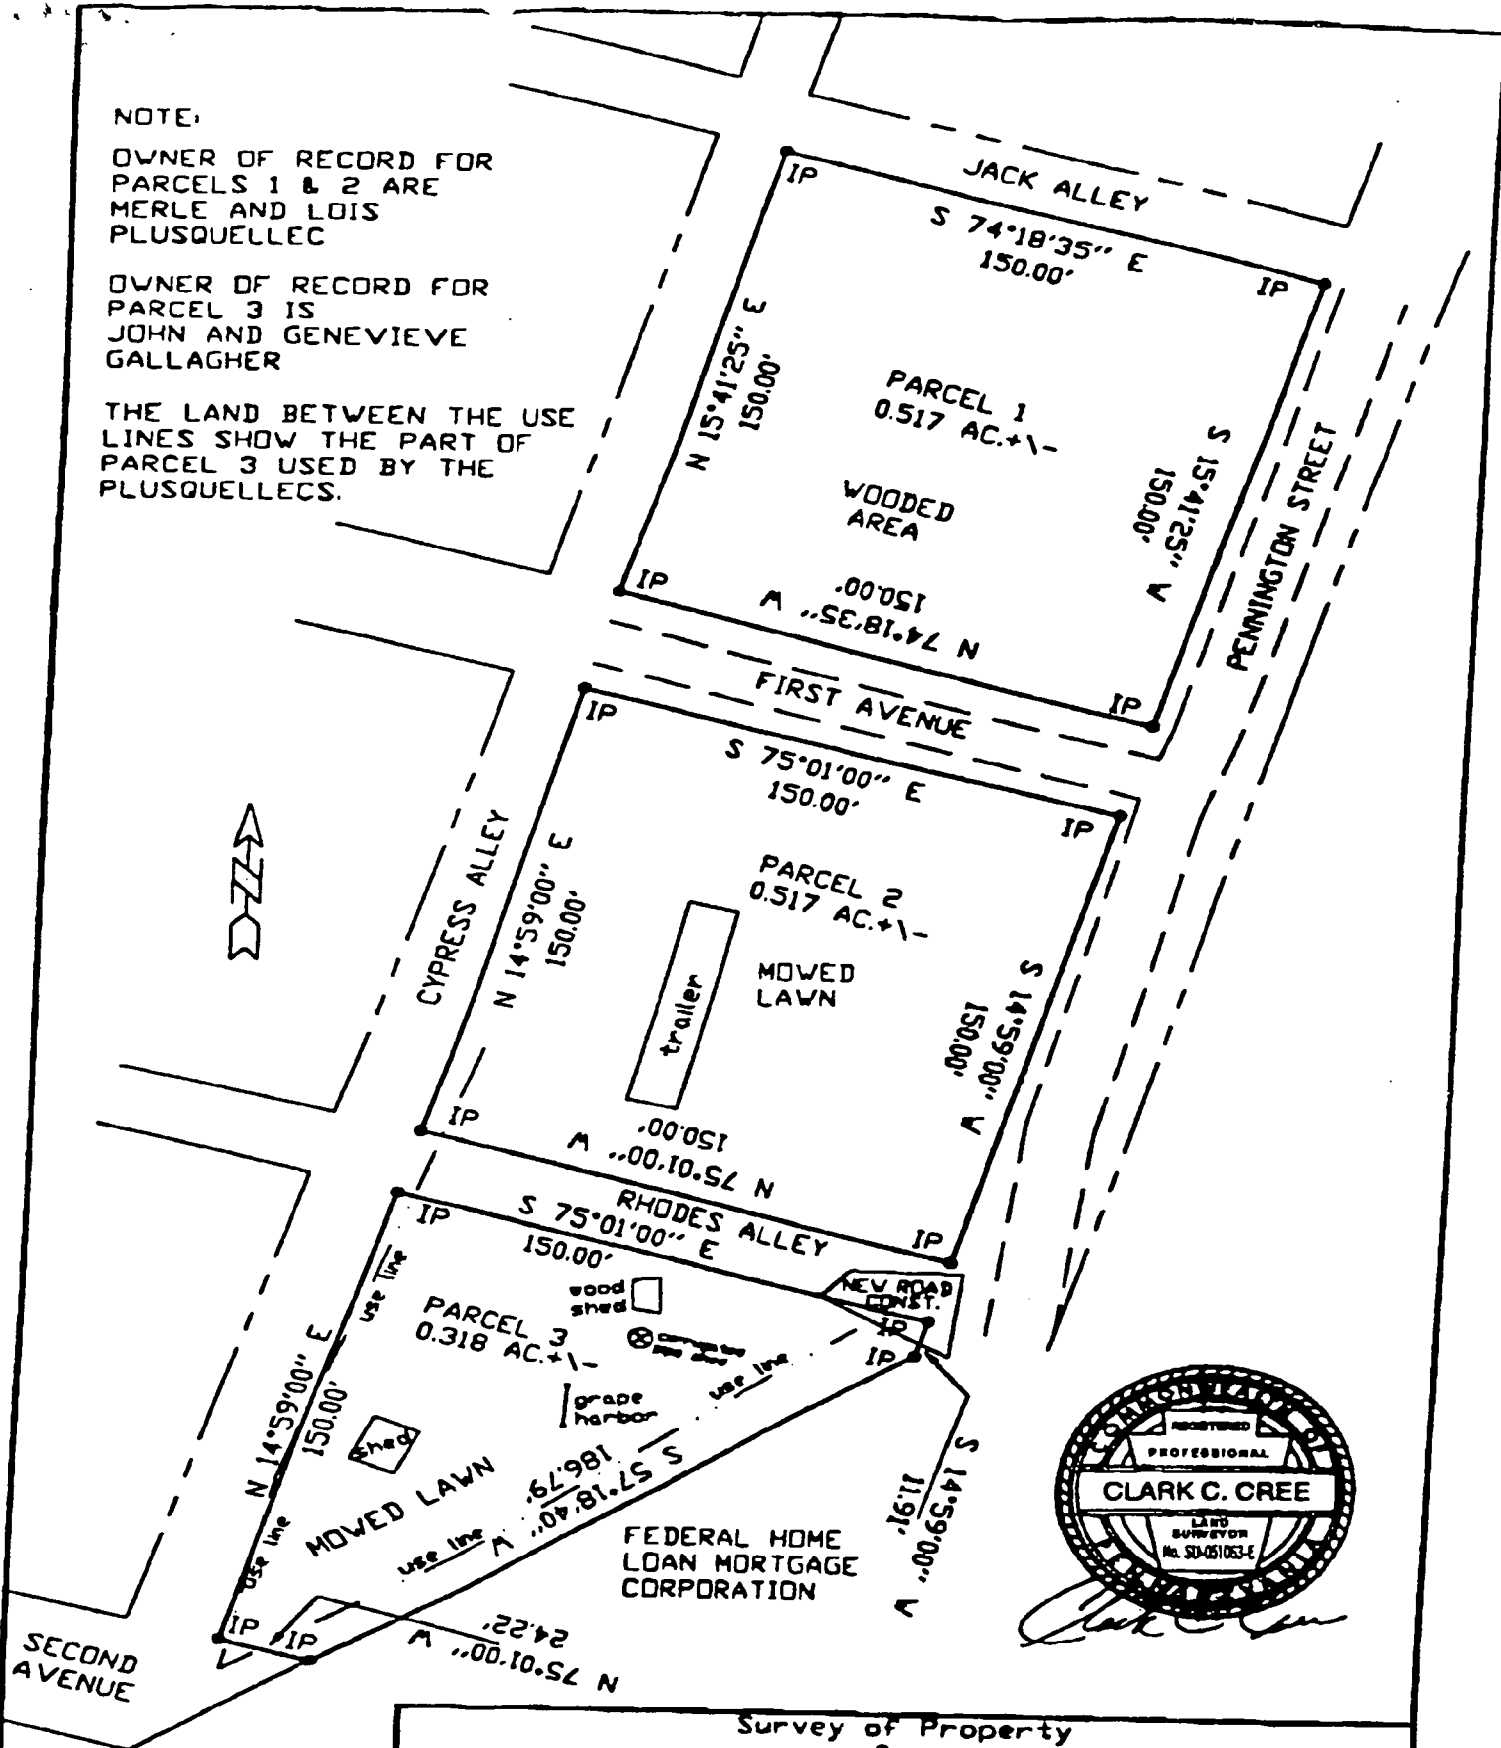 NOTE:
OWNER OF RECORD FOR
PARCELS 1 & 2 ARE
MERLE AND LOIS
PLUSQUELLEC
OWNER OF RECORD FOR
PARCEL 3 IS
JOHN AND GENEVIEVE
GALLAGHER
THE LAND BETWEEN THE USE
LINES SHOW THE PART OF
PARCEL 3 USED BY THE
PLUSQUELLECS.
JACK ALLEY
IP
S 74°18'35" E
150.00'
IP
N 15°41'25" E
150.00'
PARCEL 1
0.517 AC.+\-
WOODED
AREA
S 15°41'25" W
150.00'
PENNINGTON STREET
IP
N 74°18'35" W
150.00'
IP
FIRST AVENUE
IP
S 75°01'00" E
150.00'
IP
CYPRESS ALLEY
N 14°59'00" E
150.00'
PARCEL 2
0.517 AC.+\-
trailer
MOWED
LAWN
S 14°59'00" W
150.00'
IP
N 75°01'00" W
150.00'
IP
RHODES ALLEY
IP
S 75°01'00" E
150.00'
NEW ROAD
CONST.
IP
IP
use line
wood
shed
PARCEL 3
0.318 AC.+\-
use line
grape
harbor
N 14°59'00" E
150.00'
shed
MOWED LAWN
S 57°18'40" W
186.79'
use line
use line
S 14°59'00" W
11.91'
FEDERAL HOME
LOAN MORTGAGE
CORPORATION
IP
IP
N 75°01'00" W
24.22'
SECOND
AVENUE
COMMONWEALTH OF
REGISTERED
PROFESSIONAL
CLARK C. CREE
LAND
SURVEYOR
No. SU-051063-E
PENNSYLVANIA
Clark C Cree
Survey of Property